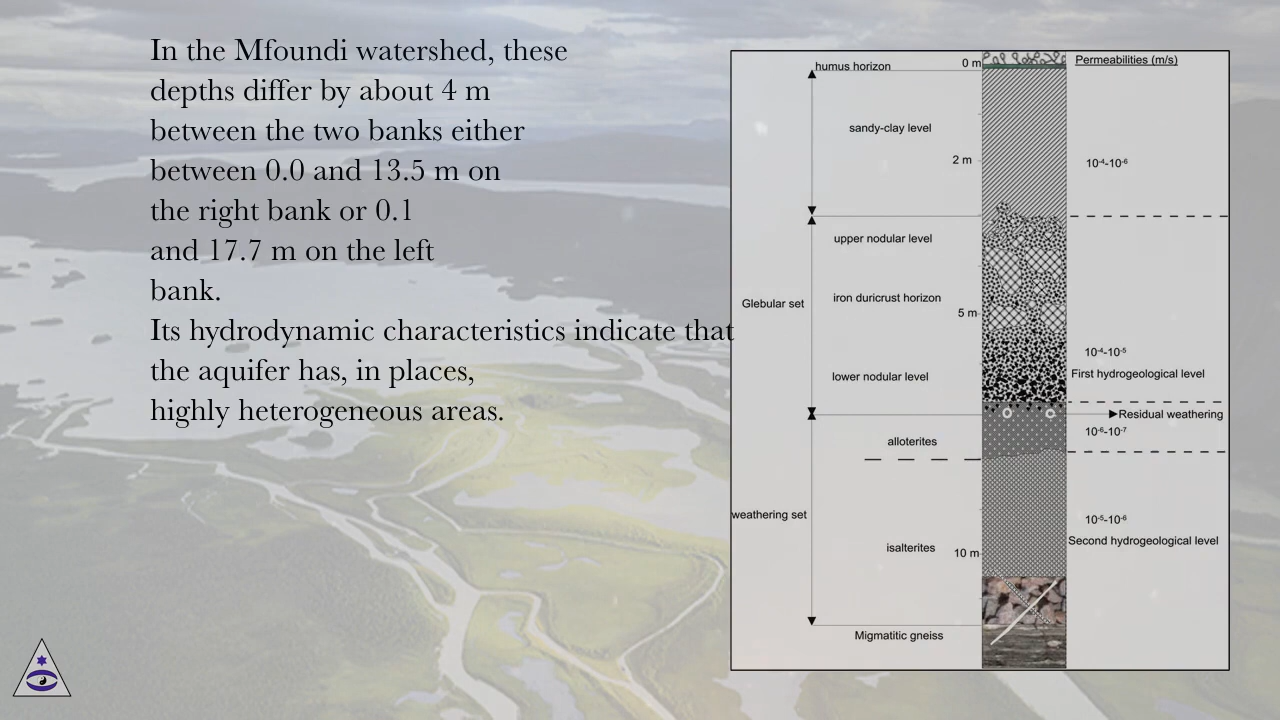 In the Mfoundi watershed, these
depths differ by about 4 m
between the two banks either
between 0.0 and 13.5 m on
the right bank or 0.1
and 17.7 m on the left
bank.
Its hydrodynamic characteristics indicate that
the aquifer has, in places,
highly heterogeneous areas.
humus horizon
0 m
Permeabilities (m/s)
sandy-clay level
2 m
10⁻⁴-10⁻⁶
upper nodular level
Glebular set
iron duricrust horizon
5 m
10⁻⁴-10⁻⁵
lower nodular level
First hydrogeological level
Residual weathering
alloterites
10⁻⁶-10⁻⁷
weathering set
10⁻⁵-10⁻⁶
isalterites
Second hydrogeological level
10 m
Migmatitic gneiss